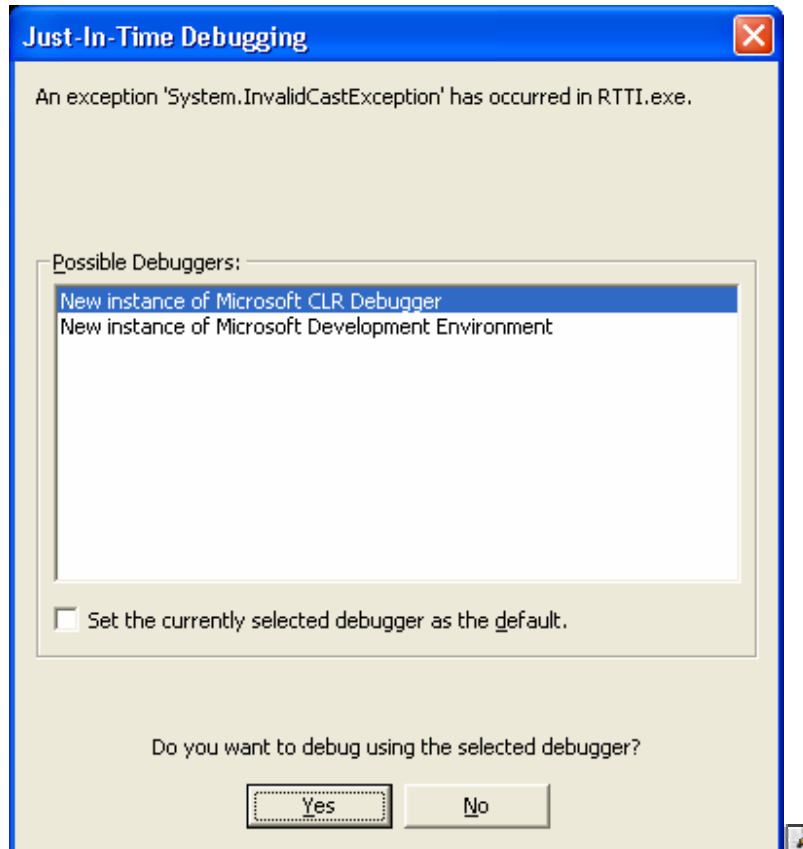 Just-In-Time Debugging
An exception 'System.InvalidCastException' has occurred in RTTI.exe.
Possible Debuggers:
New instance of Microsoft CLR Debugger
New instance of Microsoft Development Environment
Set the currently selected debugger as the default.
Do you want to debug using the selected debugger?
Yes
No